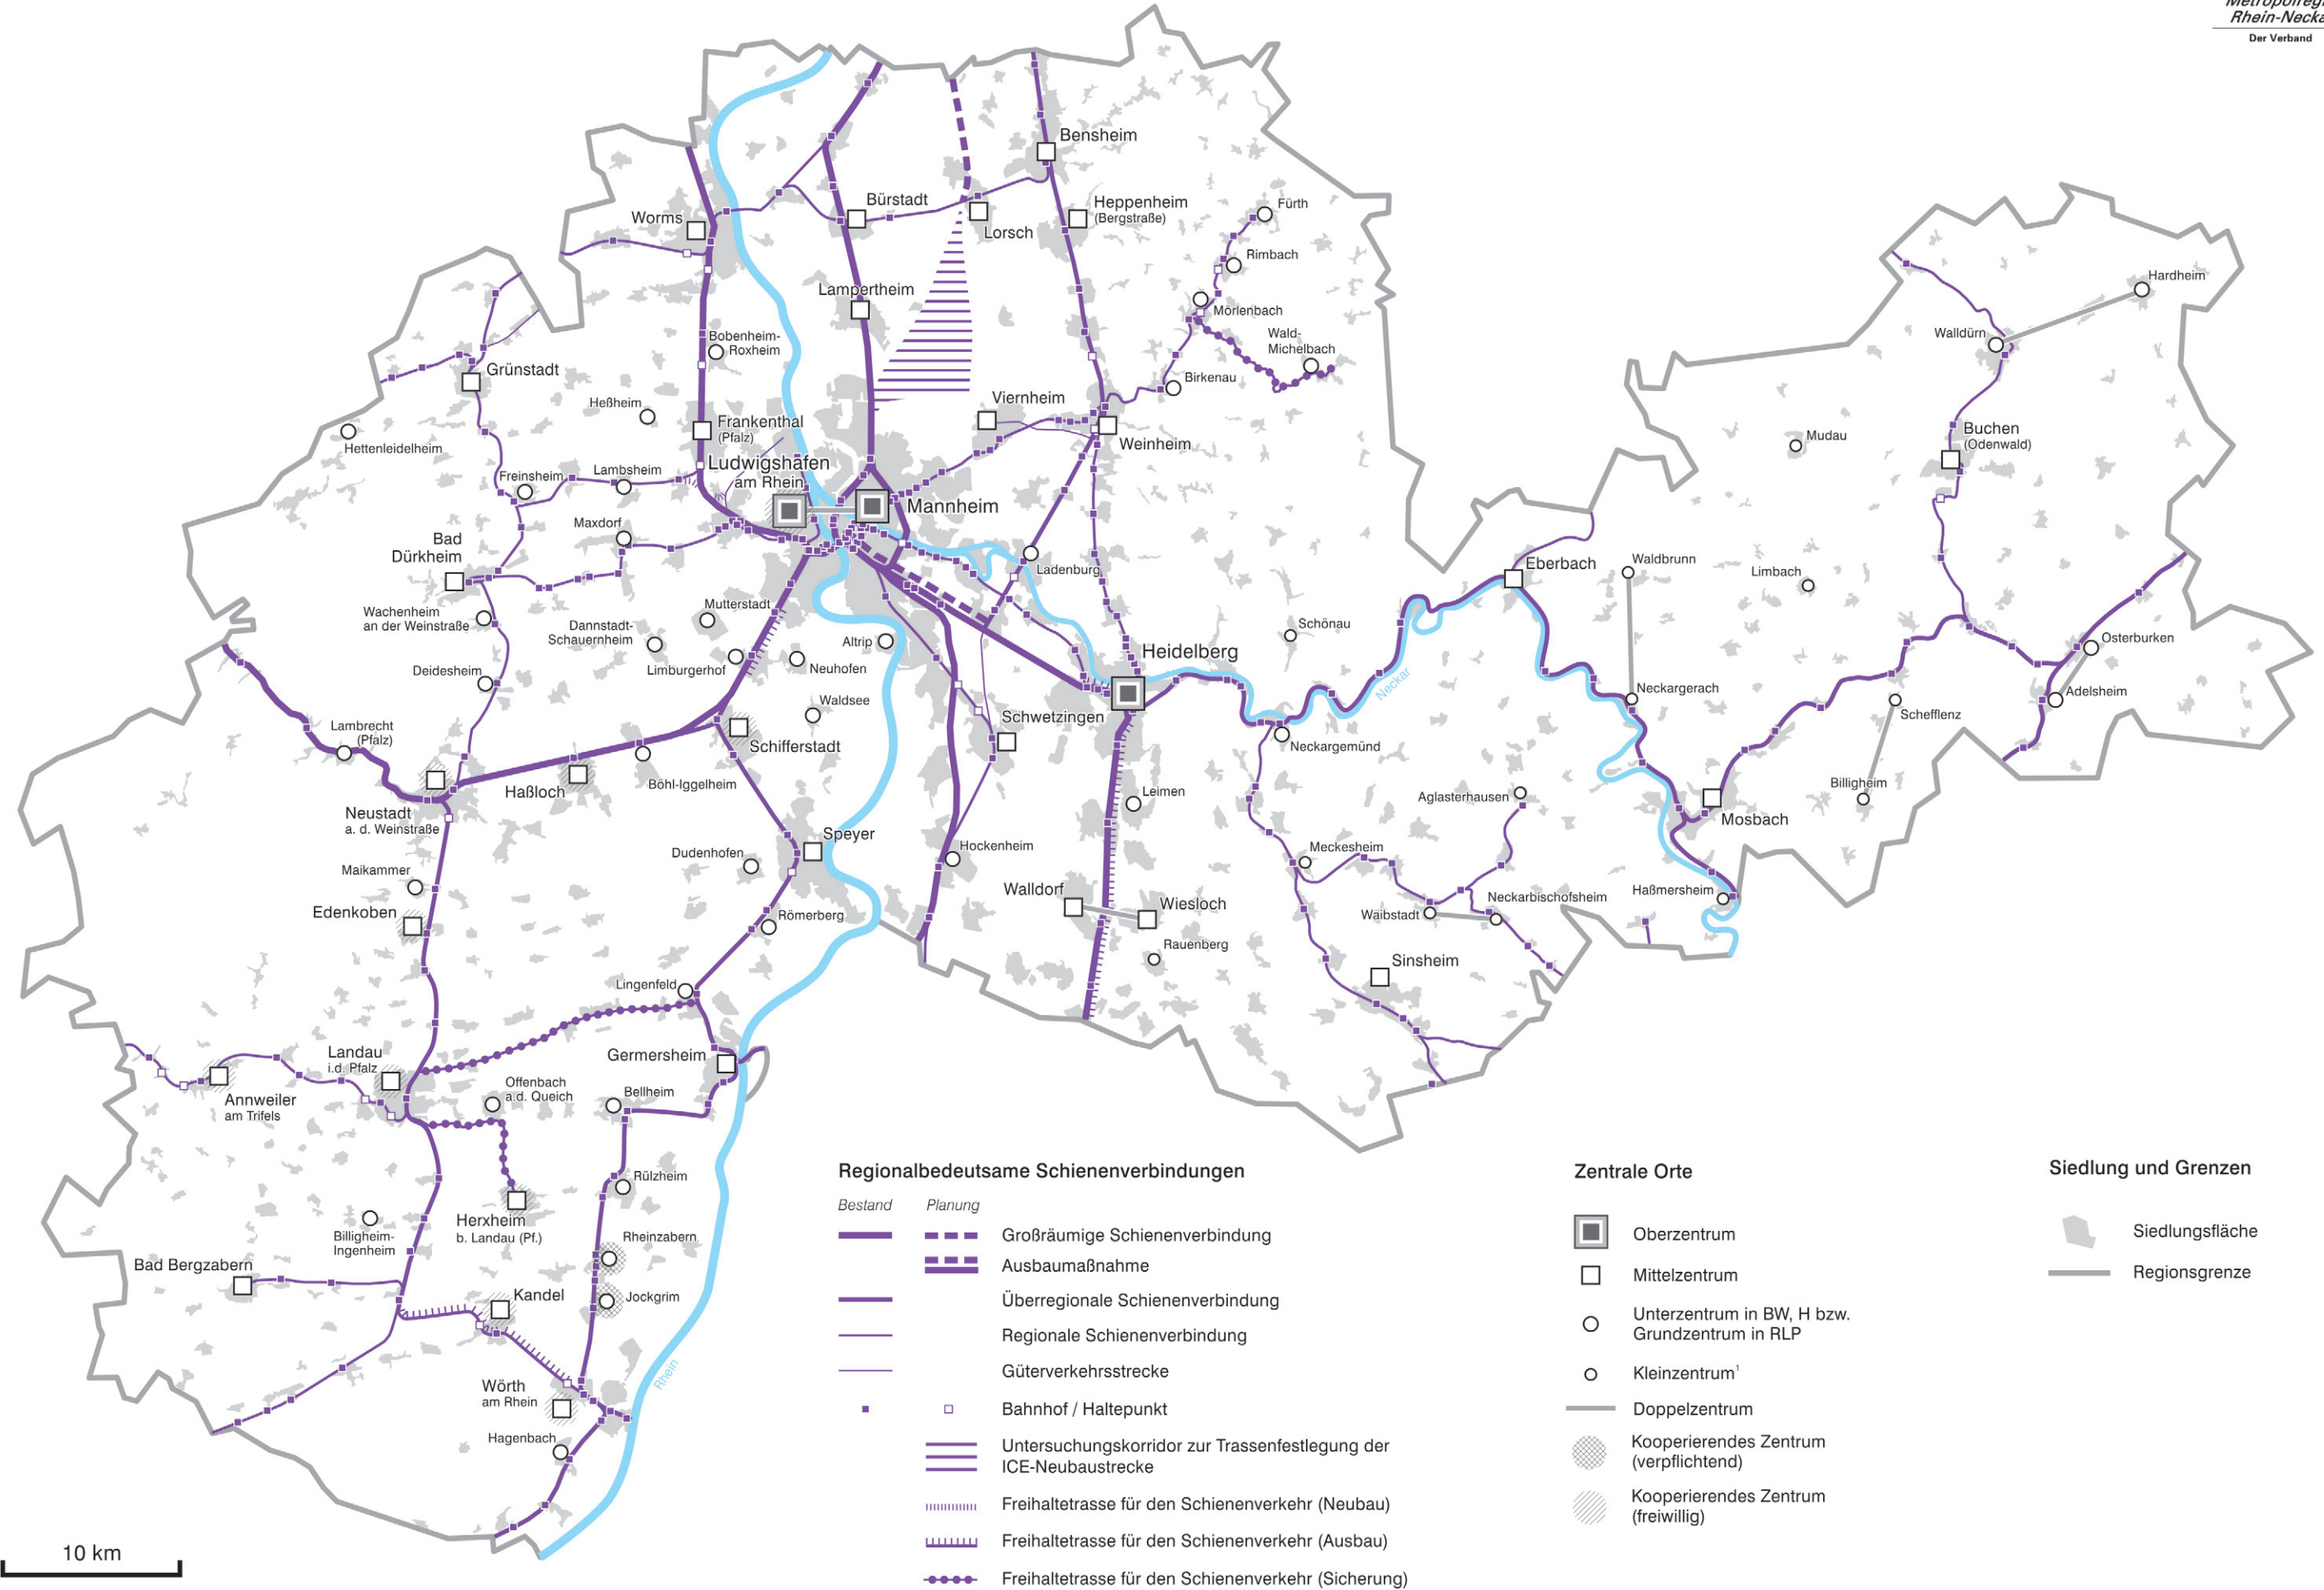 Rhein-Necka
Der Verband
Bensheim
Bürstadt
Heppenheim
(Bergstraße)
Fürth
Worms
Lorsch
Rimbach
Hardheim
Lampertheim
Mörlenbach
Bobenheim-
Roxheim
Wald-
Michelbach
Walldürn
Grünstadt
Birkenau
Heßheim
Viernheim
Frankenthal
(Pfalz)
Weinheim
Buchen
(Odenwald)
Mudau
Hettenleidelheim
Ludwigshafen
am Rhein
Freinsheim
Lambsheim
Mannheim
Maxdorf
Bad
Dürkheim
Ladenburg
Eberbach
Waldbrunn
Limbach
Wachenheim
an der Weinstraße
Mutterstadt
Dannstadt-
Schauernheim
Altrip
Schönau
Osterburken
Limburgerhof
Neuhofen
Heidelberg
Deidesheim
Neckar
Neckargerach
Adelsheim
Waldsee
Schwetzingen
Schefflenz
Lambrecht
(Pfalz)
Schifferstadt
Neckargemünd
Böhl-Iggelheim
Haßloch
Leimen
Aglasterhausen
Billigheim
Neustadt
a. d. Weinstraße
Mosbach
Speyer
Dudenhofen
Hockenheim
Meckesheim
Maikammer
Walldorf
Wiesloch
Neckarbischofsheim
Haßmersheim
Edenkoben
Römerberg
Waibstadt
Rauenberg
Sinsheim
Lingenfeld
Landau
i.d. Pfalz
Germersheim
Offenbach
a.d. Queich
Bellheim
Annweiler
am Trifels
Rülzheim
Herxheim
b. Landau (Pf.)
Billigheim-
Ingenheim
Rheinzabern
Bad Bergzabern
Kandel
Jockgrim
Rhein
Wörth
am Rhein
Hagenbach
10 km
Regionalbedeutsame Schienenverbindungen
Bestand Planung
Großräumige Schienenverbindung
Ausbaumaßnahme
Überregionale Schienenverbindung
Regionale Schienenverbindung
Güterverkehrsstrecke
Bahnhof / Haltepunkt
Untersuchungskorridor zur Trassenfestlegung der
ICE-Neubaustrecke
Freihaltetrasse für den Schienenverkehr (Neubau)
Freihaltetrasse für den Schienenverkehr (Ausbau)
Freihaltetrasse für den Schienenverkehr (Sicherung)
Zentrale Orte
Oberzentrum
Mittelzentrum
Unterzentrum in BW, H bzw.
Grundzentrum in RLP
Kleinzentrum¹
Doppelzentrum
Kooperierendes Zentrum
(verpflichtend)
Kooperierendes Zentrum
(freiwillig)
Siedlung und Grenzen
Siedlungsfläche
Regionsgrenze